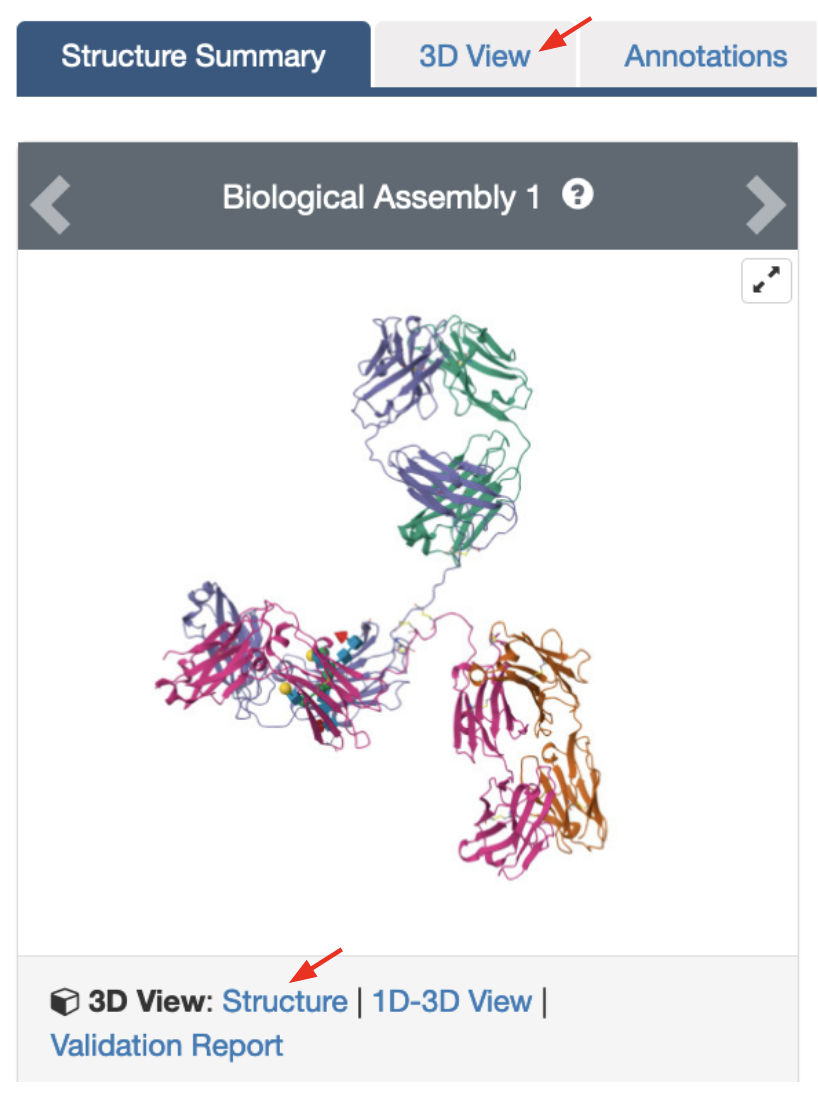 Structure Summary 3D View Annotations
Biological Assembly 1 ?
3D View: Structure | 1D-3D View |
Validation Report